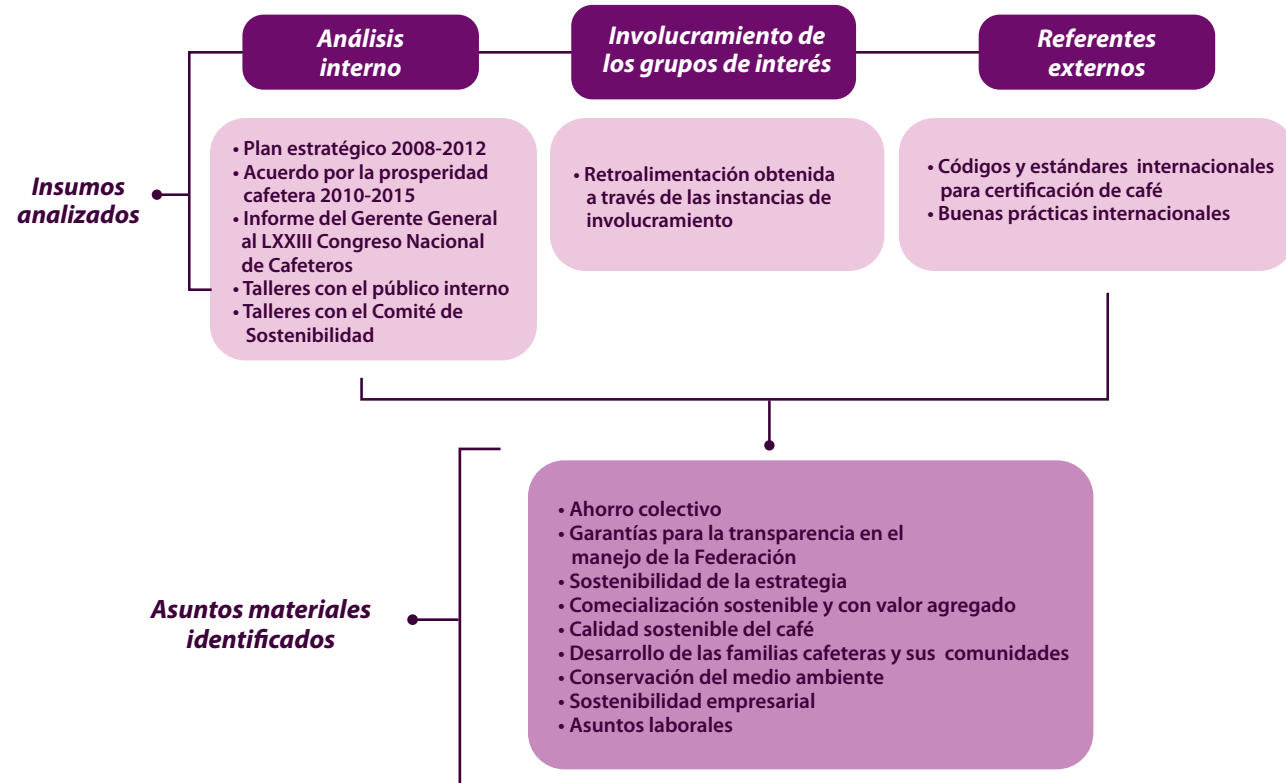 Análisis
interno
Involucramiento de
los grupos de interés
Referentes
externos
Insumos
analizados
• Plan estratégico 2008-2012
• Acuerdo por la prosperidad
cafetera 2010-2015
• Informe del Gerente General
al LXXIII Congreso Nacional
de Cafeteros
• Talleres con el público interno
• Talleres con el Comité de
Sostenibilidad
• Retroalimentación obtenida
a través de las instancias de
involucramiento
• Códigos y estándares internacionales
para certificación de café
• Buenas prácticas internacionales
Asuntos materiales
identificados
• Ahorro colectivo
• Garantías para la transparencia en el
manejo de la Federación
• Sostenibilidad de la estrategia
• Comecialización sostenible y con valor agregado
• Calidad sostenible del café
• Desarrollo de las familias cafeteras y sus comunidades
• Conservación del medio ambiente
• Sostenibilidad empresarial
• Asuntos laborales